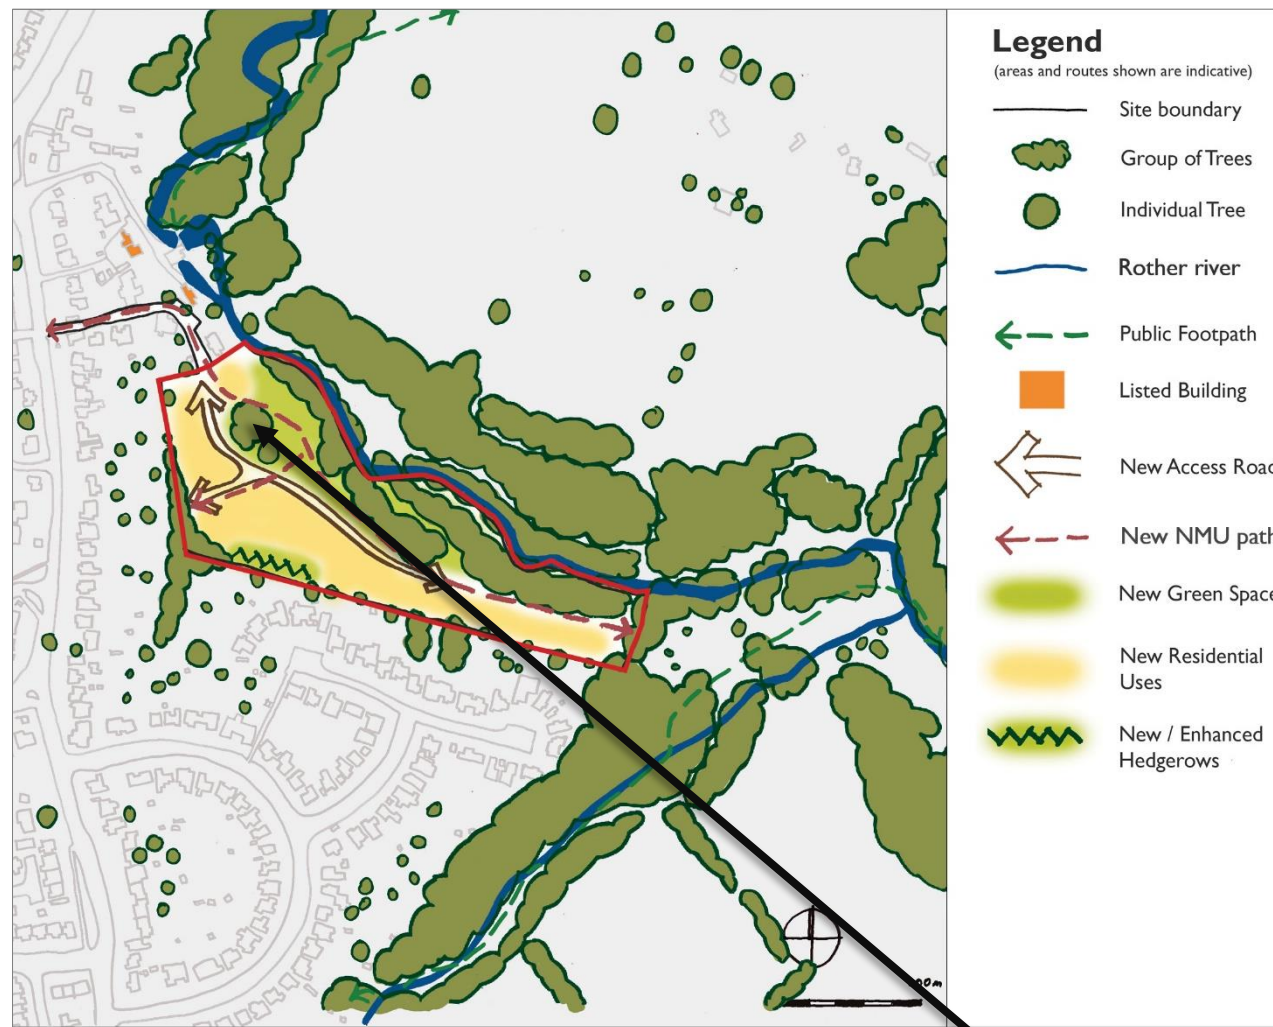 Legend
(areas and routes shown are indicative)
Site boundary
Group of Trees
Individual Tree
Rother river
Public Footpath
Listed Building
New Access Road
New NMU path
New Green Space
New Residential
Uses
New / Enhanced
Hedgerows